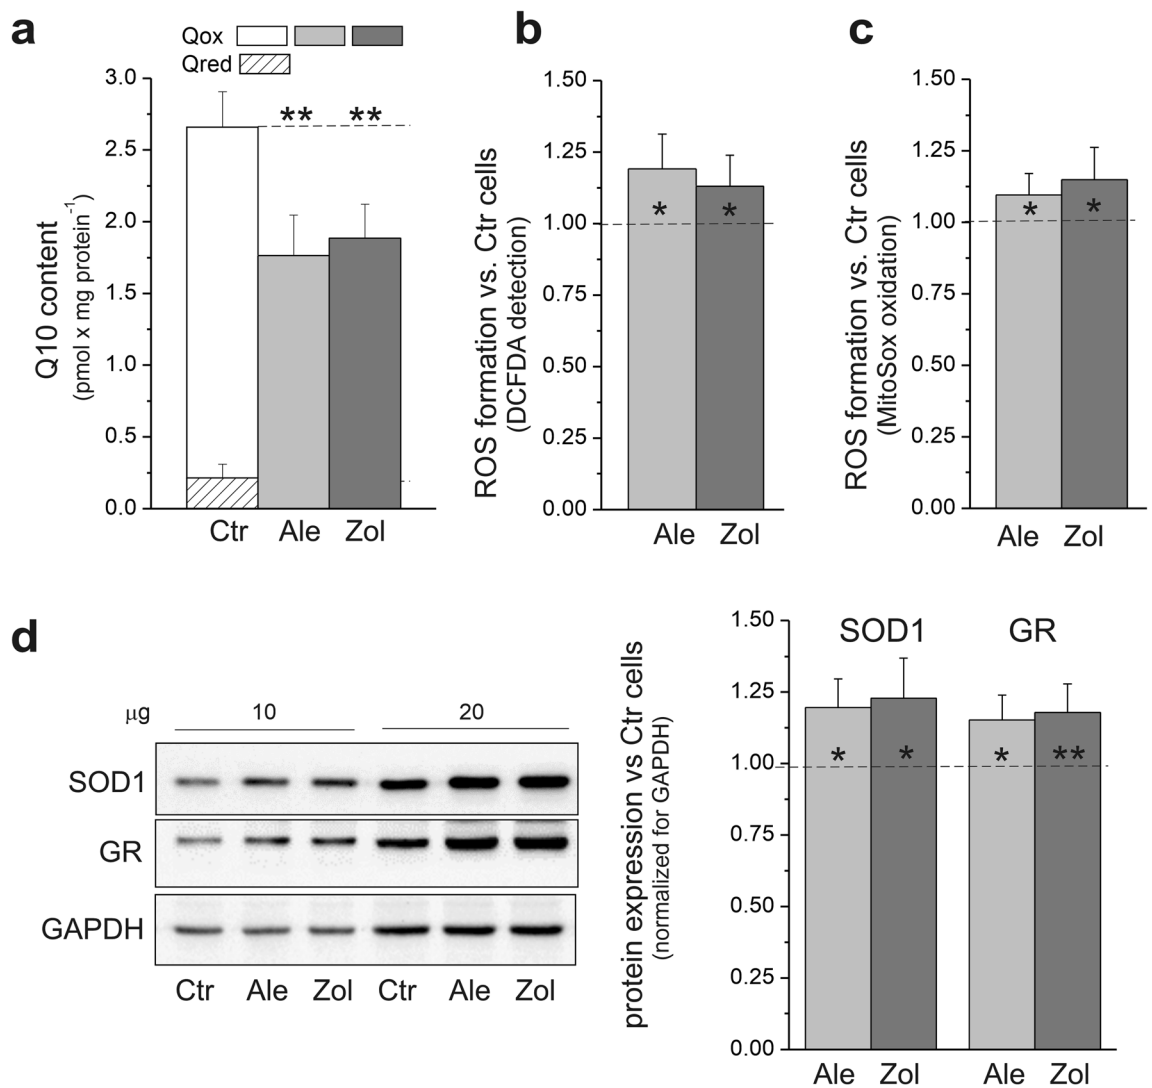 a
Qox
Qred
3.0
2.5
2.0
1.5
1.0
0.5
0.0
Q10 content
(pmol x mg protein⁻¹)
** **
Ctr Ale Zol
b
1.50
1.25
1.00
0.75
0.50
0.25
0.00
ROS formation vs. Ctr cells
(DCFDA detection)
* *
Ale Zol
c
1.50
1.25
1.00
0.75
0.50
0.25
0.00
ROS formation vs. Ctr cells
(MitoSox oxidation)
* *
Ale Zol
d
µg 10 20
SOD1
GR
GAPDH
Ctr Ale Zol Ctr Ale Zol
1.50
1.25
1.00
0.75
0.50
0.25
0.00
protein expression vs Ctr cells
(normalized for GAPDH)
SOD1 GR
* * * **
Ale Zol Ale Zol